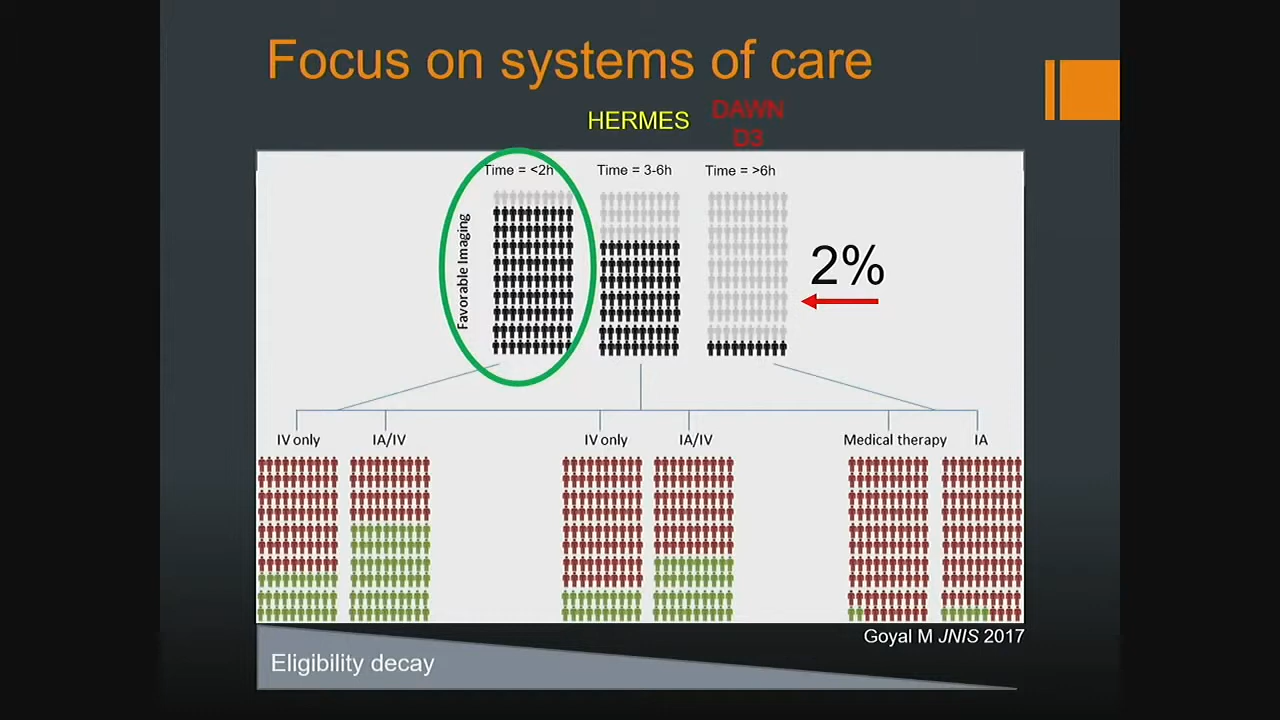 Focus on systems of care
HERMES
DAWN
D3
Time = <2h
Time = 3-6h
Time = >6h
Favorable Imaging
2%
IV only
IA/IV
IV only
IA/IV
Medical therapy
IA
Goyal M JNIS 2017
Eligibility decay